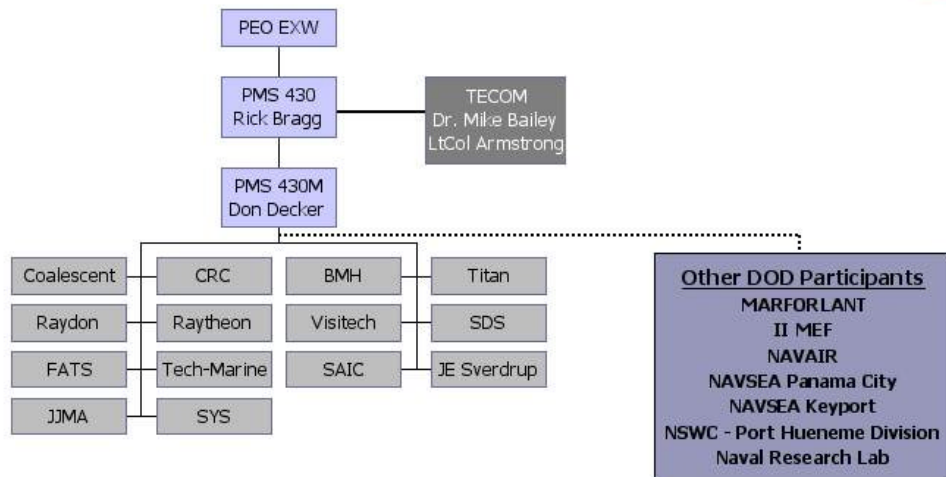 PEO EXW
PMS 430
Rick Bragg
TECOM
Dr. Mike Bailey
LtCol Armstrong
PMS 430M
Don Decker
Coalescent
CRC
BMH
Titan
Raydon
Raytheon
Visitech
SDS
FATS
Tech-Marine
SAIC
JE Sverdrup
JJMA
SYS
Other DOD Participants
MARFORLANT
II MEF
NAVAIR
NAVSEA Panama City
NAVSEA Keyport
NSWC - Port Hueneme Division
Naval Research Lab